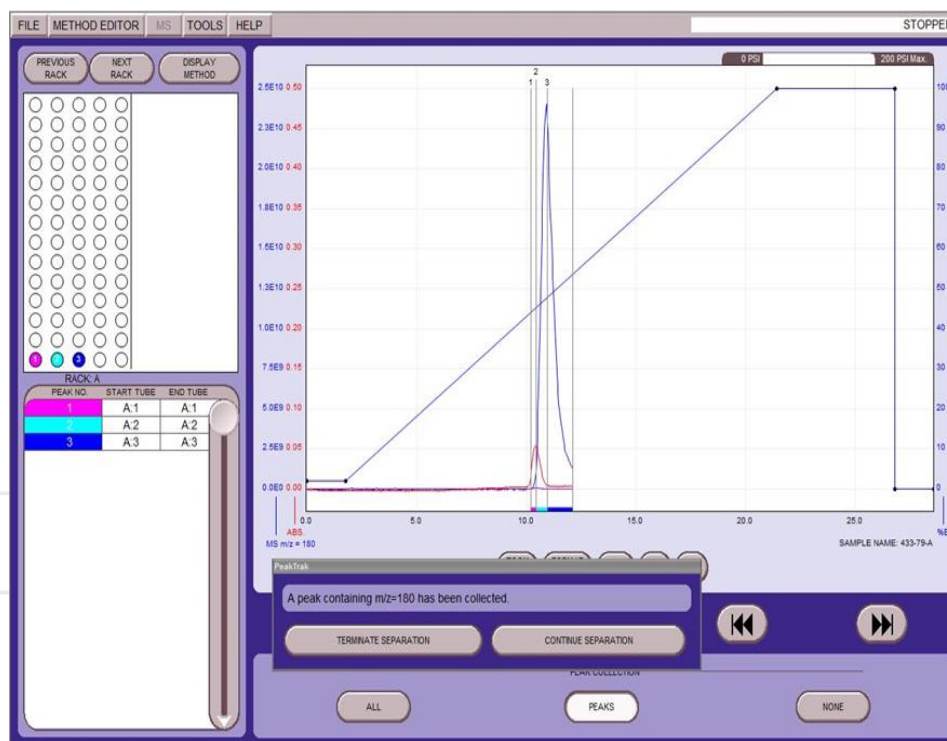 FILE METHOD EDITOR MS TOOLS HELP STOPPED
PREVIOUS RACK NEXT RACK DISPLAY METHOD
0 PSI 200 PSI Max.
1 2 3
2.5E10 0.50 100
2.3E10 0.45 90
2.0E10 0.40 80
1.8E10 0.35 70
1.5E10 0.30 60
1.3E10 0.25 50
1.0E10 0.20 40
7.5E9 0.15 30
5.0E9 0.10 20
2.5E9 0.05 10
0.0E0 0.00 0
0.0 5.0 10.0 15.0 20.0 25.0
ABS.
MS m/z = 180
SAMPLE NAME: 433-79-A
1 2 3
RACK: A
PEAK NO. START TUBE END TUBE
1 A:1 A:1
2 A:2 A:2
3 A:3 A:3
PeakTrak
A peak containing m/z=180 has been collected.
TERMINATE SEPARATION CONTINUE SEPARATION
PEAK COLLECTION
ALL PEAKS NONE